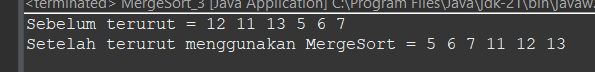 <terminated> MergeSort_3 [Java Application] C:\Program Files\Java\jdk-21\bin\javaw.
Sebelum terurut = 12 11 13 5 6 7
Setelah terurut menggunakan MergeSort = 5 6 7 11 12 13